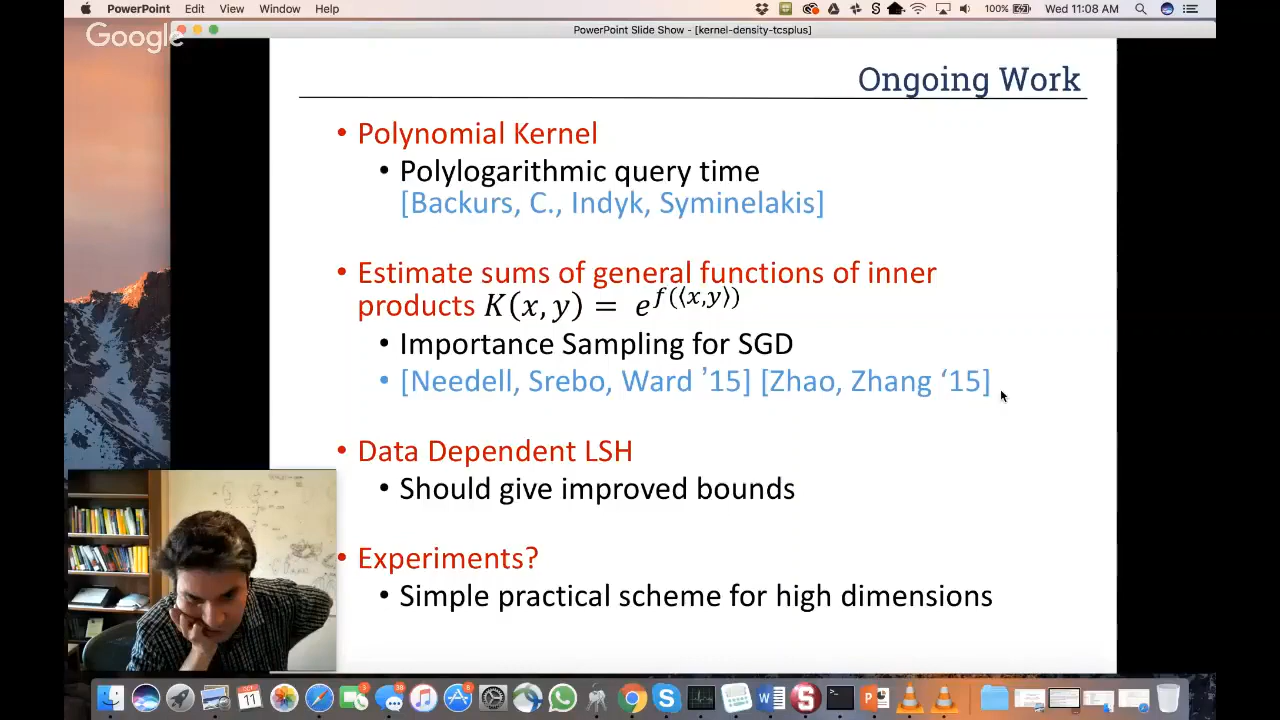 PowerPoint Edit View Window Help 100% Wed 11:08 AM
Google
PowerPoint Slide Show - [kernel-density-tcsplus]
Ongoing Work
• Polynomial Kernel
• Polylogarithmic query time
[Backurs, C., Indyk, Syminelakis]
• Estimate sums of general functions of inner
products K(x, y) = e^{f(⟨x,y⟩)}
• Importance Sampling for SGD
• [Needell, Srebo, Ward ’15] [Zhao, Zhang ‘15]
• Data Dependent LSH
• Should give improved bounds
• Experiments?
• Simple practical scheme for high dimensions